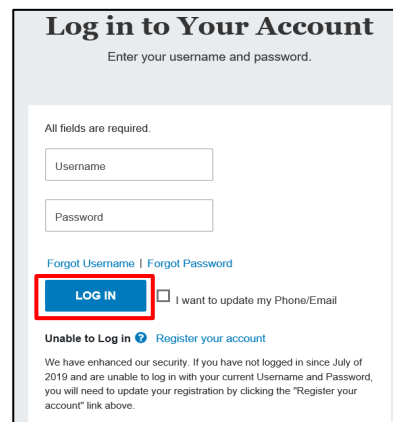 Log in to Your Account
Enter your username and password.
All fields are required.
Username
Password
Forgot Username | Forgot Password
LOG IN
I want to update my Phone/Email
Unable to Log in ? Register your account
We have enhanced our security. If you have not logged in since July of
2019 and are unable to log in with your current Username and Password,
you will need to update your registration by clicking the "Register your
account" link above.